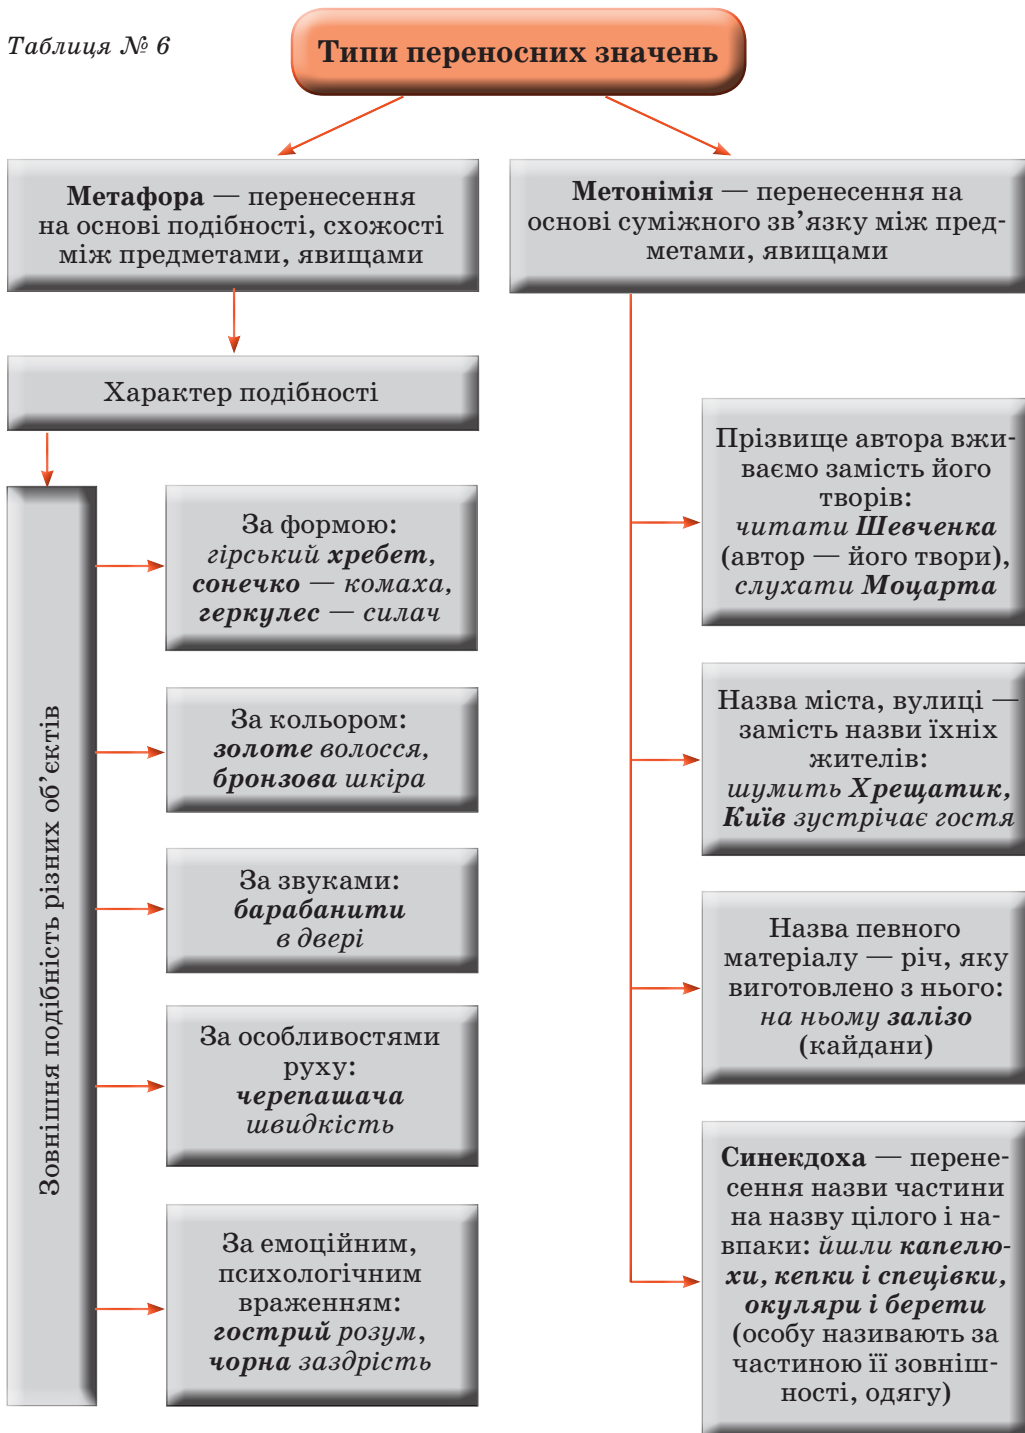 Таблиця № 6
Типи переносних значень
Метафора — перенесення
на основі подібності, схожості
між предметами, явищами
Характер подібності
Зовнішня подібність різних об’єктів
За формою:
гірський хребет,
сонечко — комаха,
геркулес — силач
За кольором:
золоте волосся,
бронзова шкіра
За звуками:
барабанити
в двері
За особливостями
руху:
черепашача
швидкість
За емоційним,
психологічним
враженням:
гострий розум,
чорна заздрість
Метонімія — перенесення на
основі суміжного зв’язку між пред-
метами, явищами
Прізвище автора вжи-
ваємо замість його
творів:
читати Шевченка
(автор — його твори),
слухати Моцарта
Назва міста, вулиці —
замість назви їхніх
жителів:
шумить Хрещатик,
Київ зустрічає гостя
Назва певного
матеріалу — річ, яку
виготовлено з нього:
на ньому залізо
(кайдани)
Синекдоха — перене-
сення назви частини
на назву цілого і на-
впаки: йшли капелю-
хи, кепки і спецівки,
окуляри і берети
(особу називають за
частиною її зовніш-
ності, одягу)